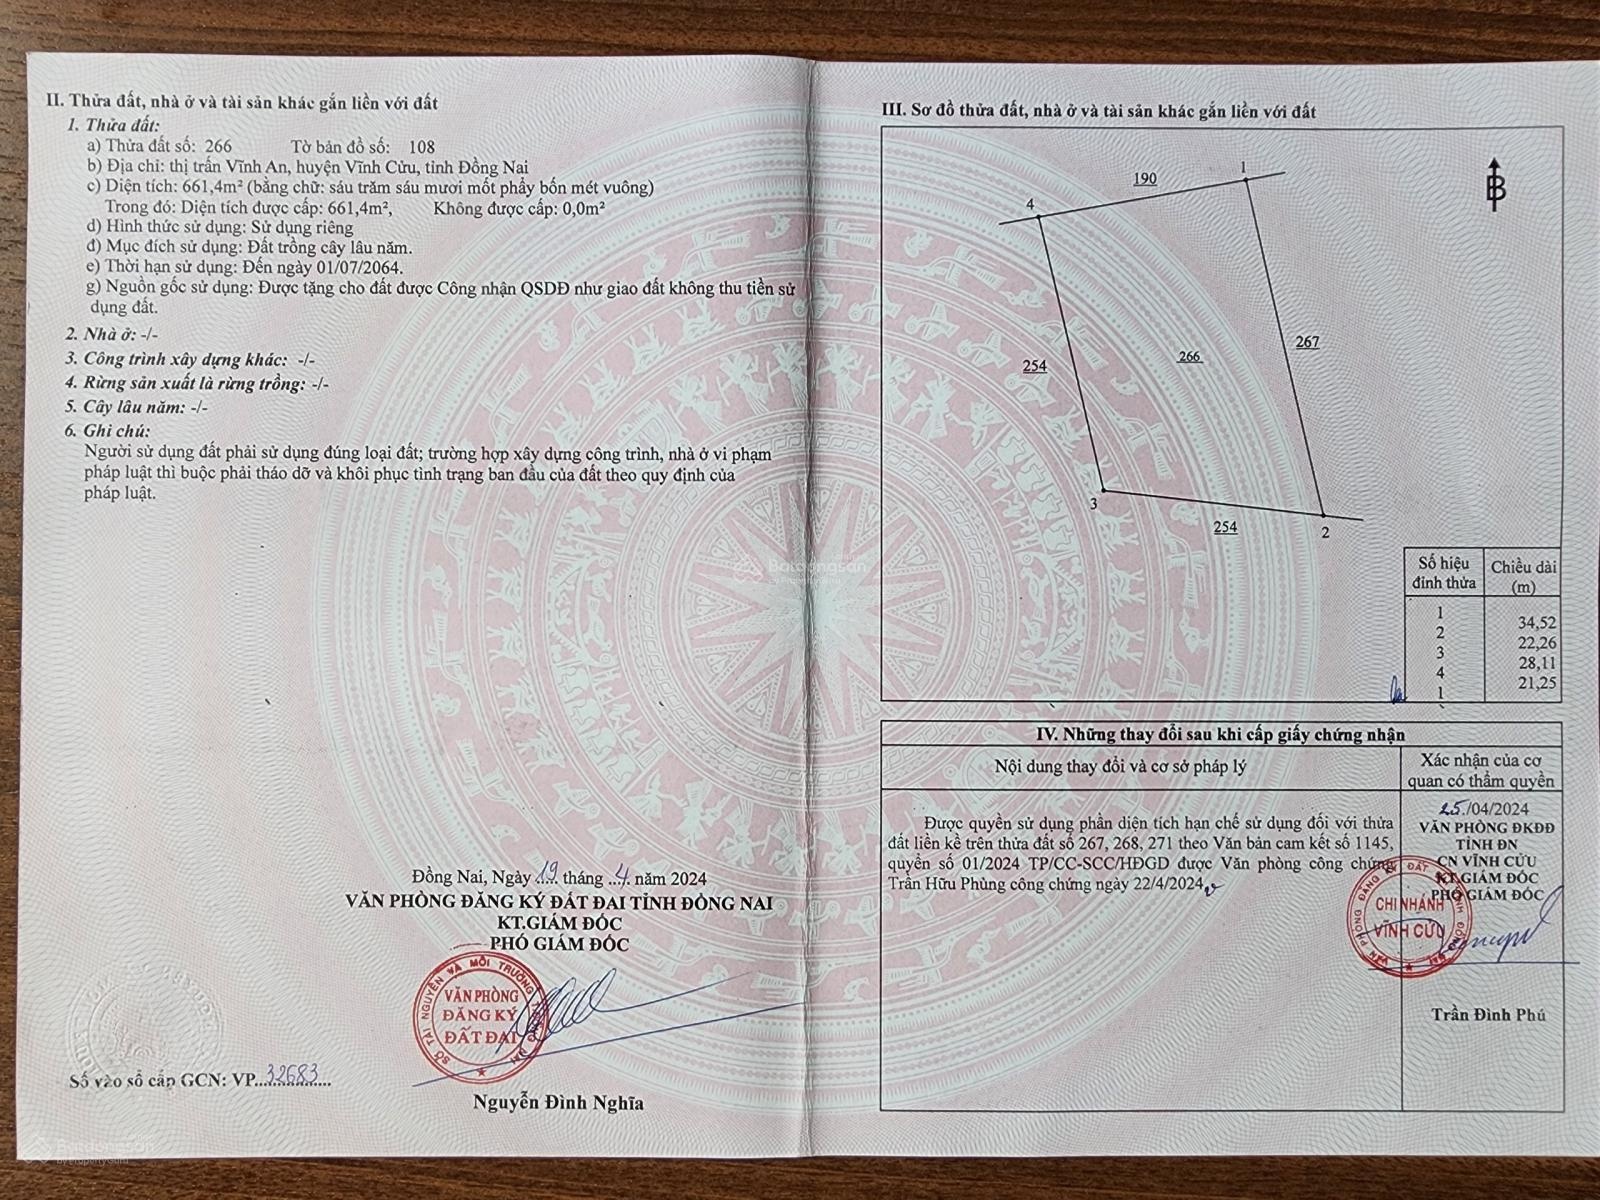 II. Thửa đất, nhà ở và tài sản khác gắn liền với đất
1. Thửa đất:
a) Thửa đất số: 266 Tờ bản đồ số: 108
b) Địa chỉ: thị trấn Vĩnh An, huyện Vĩnh Cửu, tỉnh Đồng Nai
c) Diện tích: 661,4m² (bằng chữ: sáu trăm sáu mươi mốt phẩy bốn mét vuông)
Trong đó: Diện tích được cấp: 661,4m², Không được cấp: 0,0m²
d) Hình thức sử dụng: Sử dụng riêng
đ) Mục đích sử dụng: Đất trồng cây lâu năm.
e) Thời hạn sử dụng: Đến ngày 01/07/2064.
g) Nguồn gốc sử dụng: Được tặng cho đất được Công nhận QSDĐ như giao đất không thu tiền sử
dụng đất.
2. Nhà ở: -/-
3. Công trình xây dựng khác: -/-
4. Rừng sản xuất là rừng trồng: -/-
5. Cây lâu năm: -/-
6. Ghi chú:
Người sử dụng đất phải sử dụng đúng loại đất; trường hợp xây dựng công trình, nhà ở vi phạm
pháp luật thì buộc phải tháo dỡ và khôi phục tình trạng ban đầu của đất theo quy định của
pháp luật.
Đồng Nai, Ngày 19 tháng 4 năm 2024
VĂN PHÒNG ĐĂNG KÝ ĐẤT ĐAI TỈNH ĐỒNG NAI
KT.GIÁM ĐỐC
PHÓ GIÁM ĐỐC
SỞ TÀI NGUYÊN VÀ MÔI TRƯỜNG
VĂN PHÒNG
ĐĂNG KÝ
ĐẤT ĐAI
Nguyễn Đình Nghĩa
Số vào sổ cấp GCN: VP...32683...
III. Sơ đồ thửa đất, nhà ở và tài sản khác gắn liền với đất
B
190
1
4
267
266
254
3
254
2
Số hiệu đỉnh thửa
Chiều dài (m)
1
34,52
2
22,26
3
28,11
4
21,25
1
IV. Những thay đổi sau khi cấp giấy chứng nhận
Nội dung thay đổi và cơ sở pháp lý
Xác nhận của cơ
quan có thẩm quyền
Được quyền sử dụng phần diện tích hạn chế sử dụng đối với thửa
đất liền kề trên thửa đất số 267, 268, 271 theo Văn bản cam kết số 1145,
quyển số 01/2024 TP/CC-SCC/HĐGD được Văn phòng công chứng
Trần Hữu Phùng công chứng ngày 22/4/2024
25./04/2024
VĂN PHÒNG ĐKĐĐ
TỈNH ĐN
CN VĨNH CỬU
KT.GIÁM ĐỐC
PHÓ GIÁM ĐỐC
CHI NHÁNH
VĨNH CỬU
Trần Đình Phú
Batdongsan
by PropertyGuru
Batdongsan
by PropertyGuru